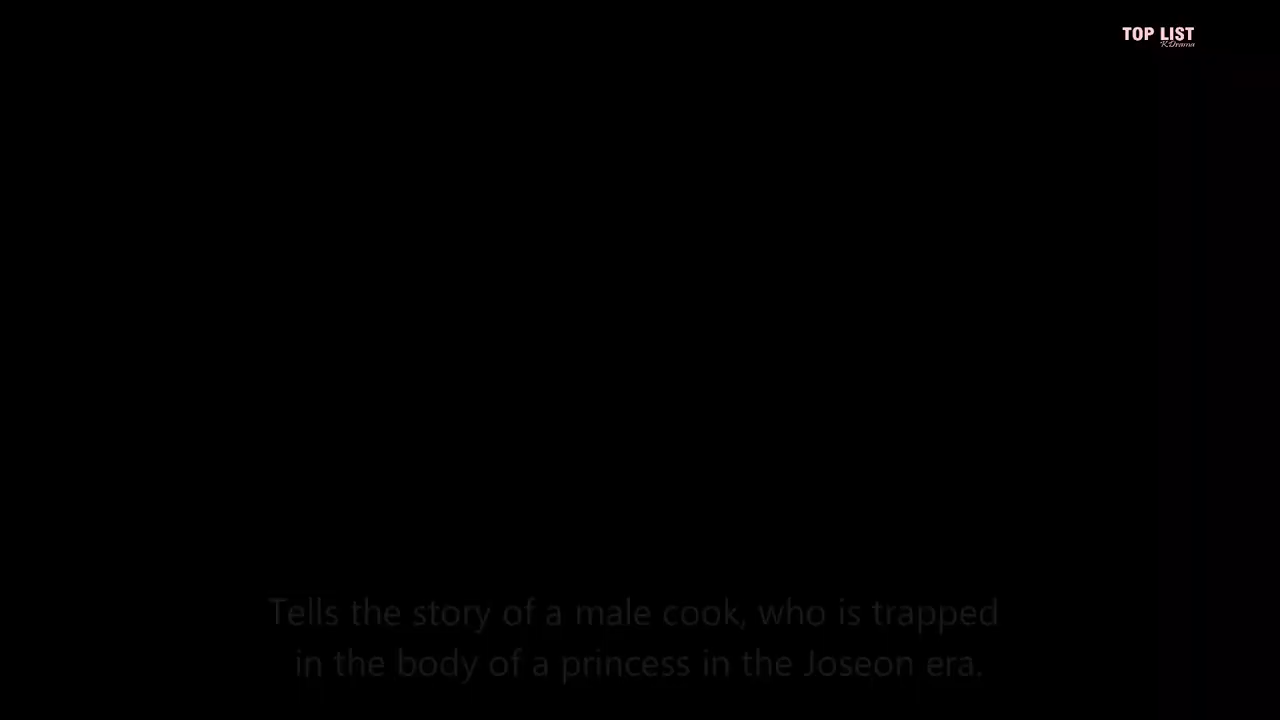 TOP LIST
K Drama
Tells the story of a male cook, who is trapped
in the body of a princess in the Joseon era.